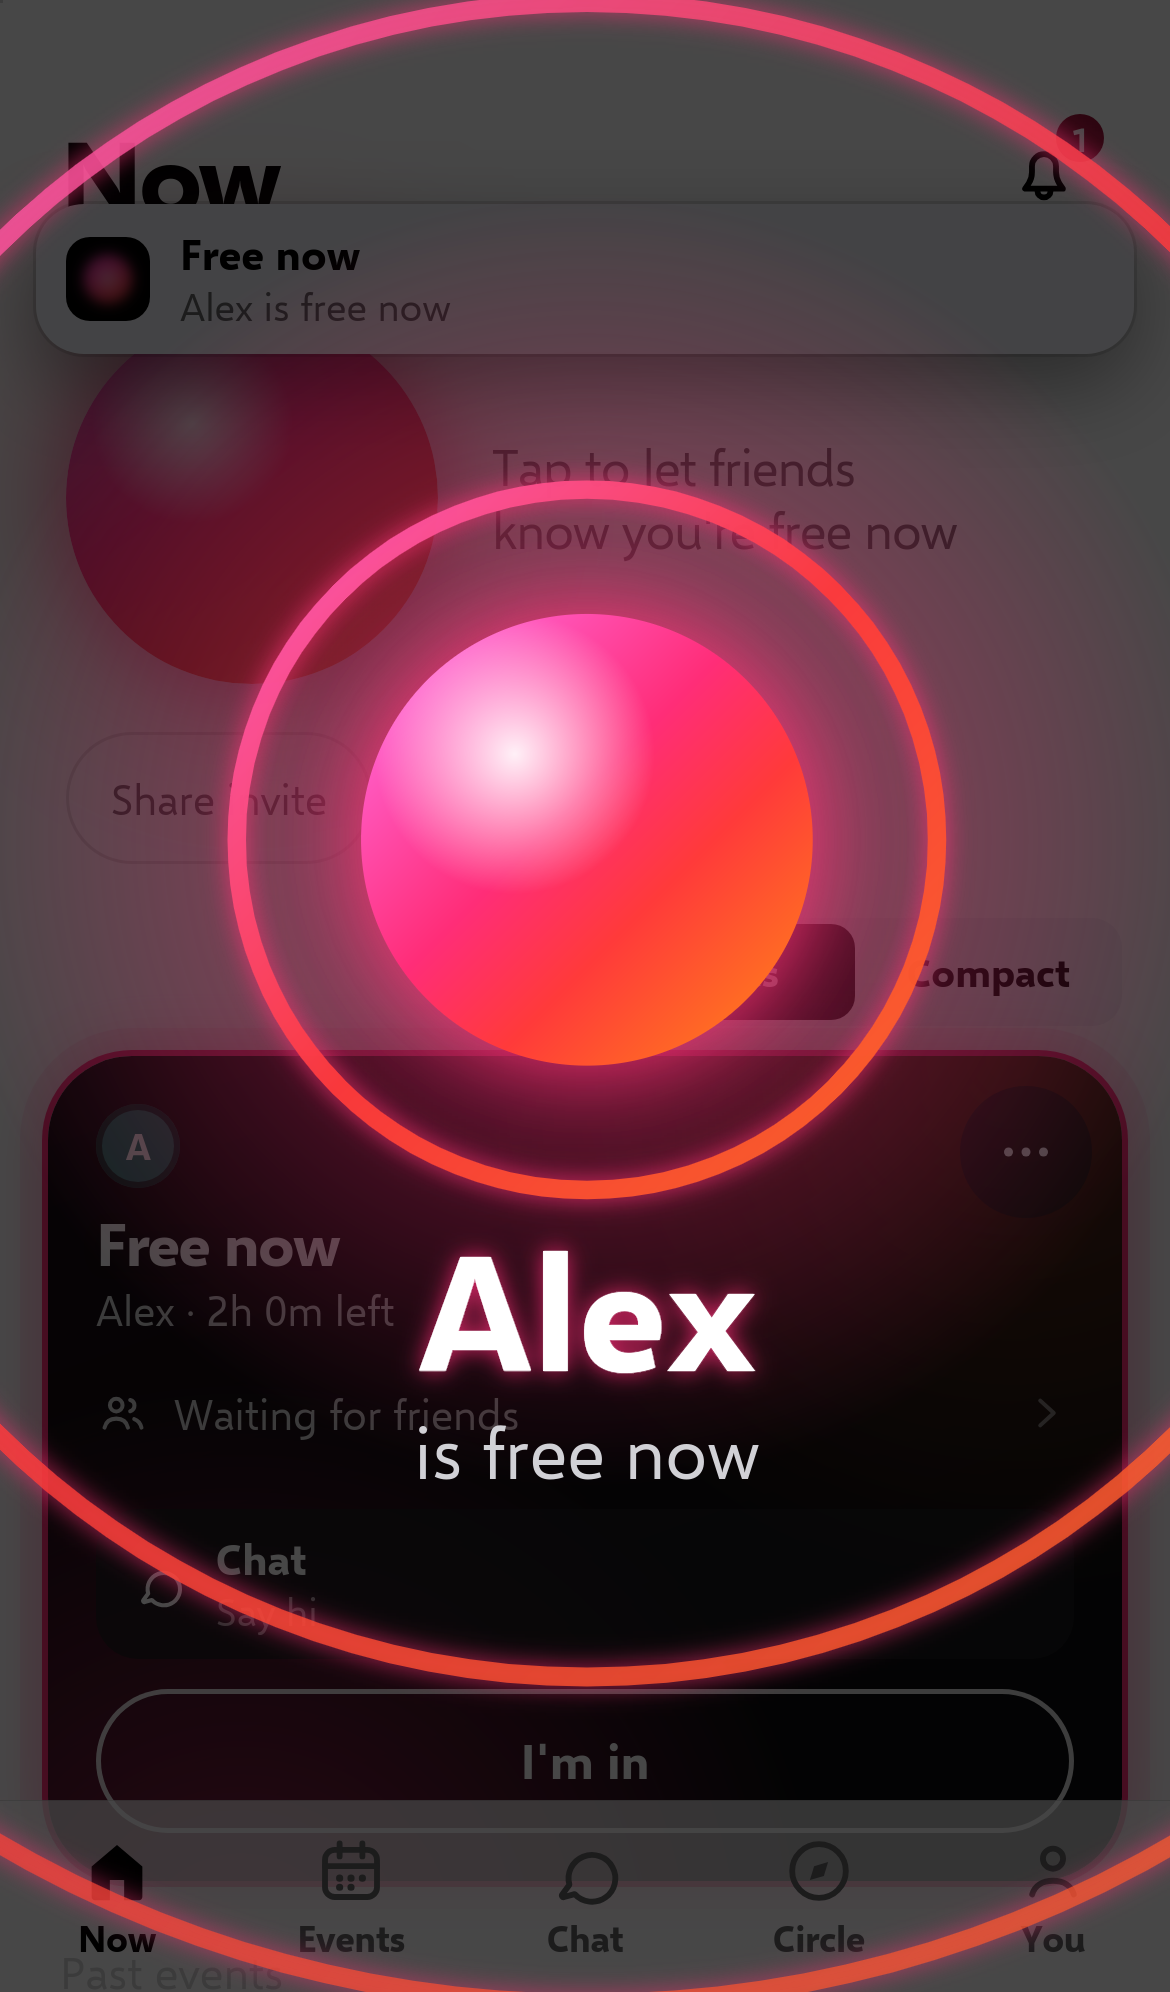 Now
1
Free now
Alex is free now
Tap to let friends
know you're free now
Share invite
Compact
A
Free now
Alex · 2h 0m left
Alex
Waiting for friends
is free now
Chat
Say hi
I'm in
Now
Events
Chat
Circle
You
Past events